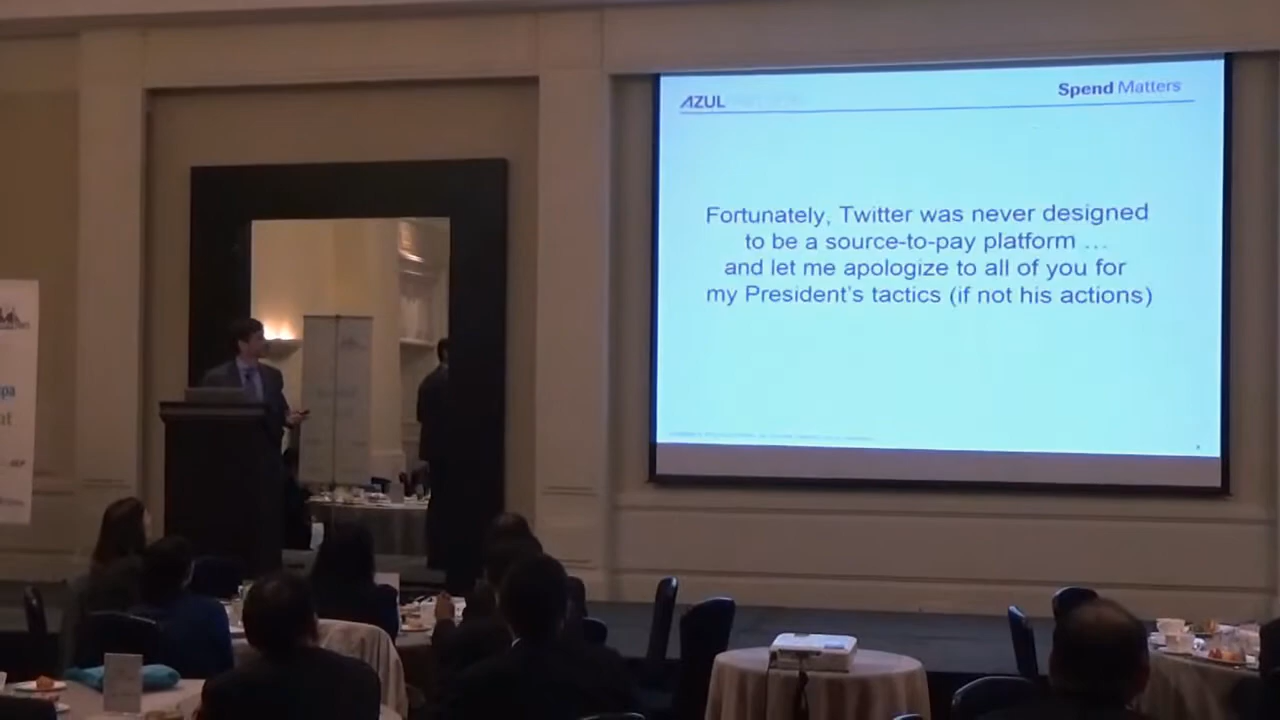 AZUL
Spend Matters
Fortunately, Twitter was never designed
to be a source-to-pay platform ...
and let me apologize to all of you for
my President's tactics (if not his actions)